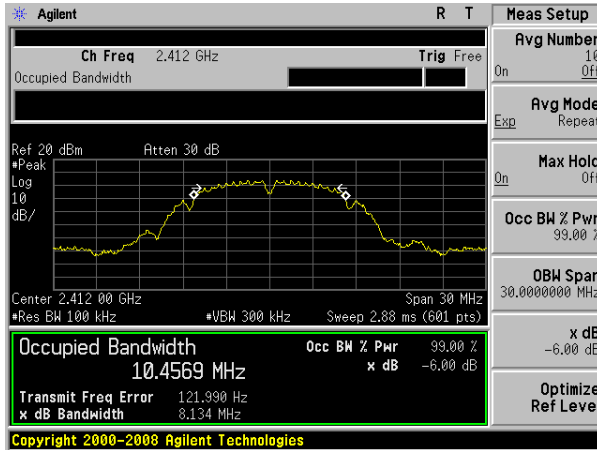 Agilent R T Meas Setup
Avg Number
10
On Off
Ch Freq 2.412 GHz Trig Free
Occupied Bandwidth
Avg Mode
Exp Repeat
Ref 20 dBm Atten 30 dB
#Peak
Log
10
dB/
Max Hold
On Off
Occ BW % Pwr
99.00 %
OBW Span
30.0000000 MHz
Center 2.412 00 GHz Span 30 MHz
#Res BW 100 kHz #VBW 300 kHz Sweep 2.88 ms (601 pts)
x dB
-6.00 dB
Occupied Bandwidth Occ BW % Pwr 99.00 %
10.4569 MHz x dB -6.00 dB
Transmit Freq Error 121.990 Hz
x dB Bandwidth 8.134 MHz
Optimize
Ref Level
Copyright 2000-2008 Agilent Technologies